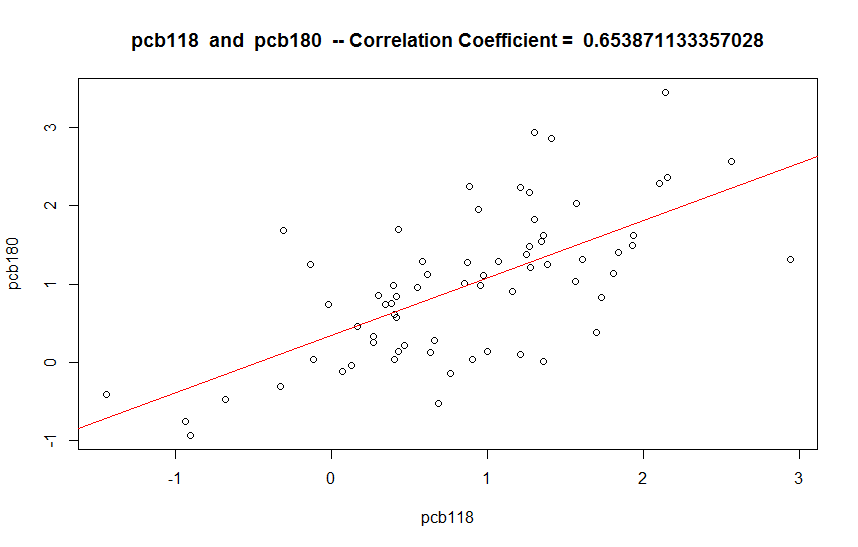 pcb118 and pcb180 -- Correlation Coefficient = 0.653871133357028
3
2
1
0
-1
pcb180
-1 0 1 2 3
pcb118